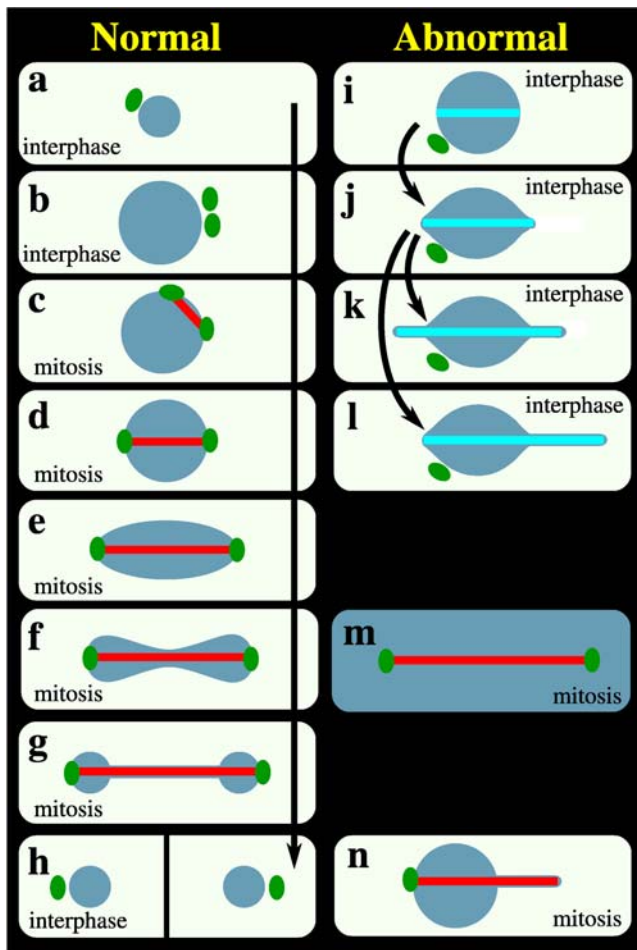 Normal
Abnormal
a
interphase
b
interphase
c
mitosis
d
mitosis
e
mitosis
f
mitosis
g
mitosis
h
interphase
i
interphase
j
interphase
k
interphase
l
interphase
m
mitosis
n
mitosis